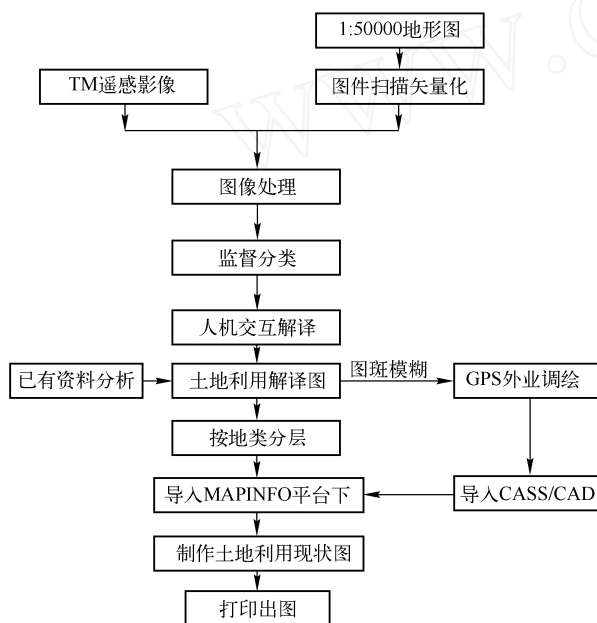 1:50000地形图
TM遥感影像
图件扫描矢量化
图像处理
监督分类
人机交互解译
已有资料分析
土地利用解译图
图斑模糊
GPS外业调绘
按地类分层
导入MAPINFO平台下
导入CASS/CAD
制作土地利用现状图
打印出图
www.c